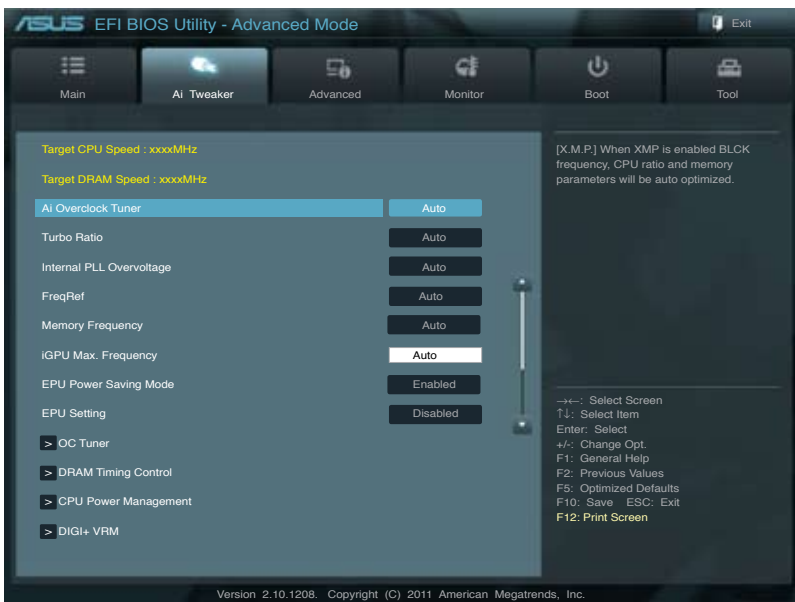 ASUS EFI BIOS Utility - Advanced Mode
Exit
Main
Ai Tweaker
Advanced
Monitor
Boot
Tool
Target CPU Speed : xxxxMHz
Target DRAM Speed : xxxxMHz
Ai Overclock Tuner Auto
Turbo Ratio Auto
Internal PLL Overvoltage Auto
FreqRef Auto
Memory Frequency Auto
iGPU Max. Frequency Auto
EPU Power Saving Mode Enabled
EPU Setting Disabled
> OC Tuner
> DRAM Timing Control
> CPU Power Management
> DIGI+ VRM
[X.M.P.] When XMP is enabled BLCK
frequency, CPU ratio and memory
parameters will be auto optimized.
→←: Select Screen
↑↓: Select Item
Enter: Select
+/-: Change Opt.
F1: General Help
F2: Previous Values
F5: Optimized Defaults
F10: Save ESC: Exit
F12: Print Screen
Version 2.10.1208. Copyright (C) 2011 American Megatrends, Inc.